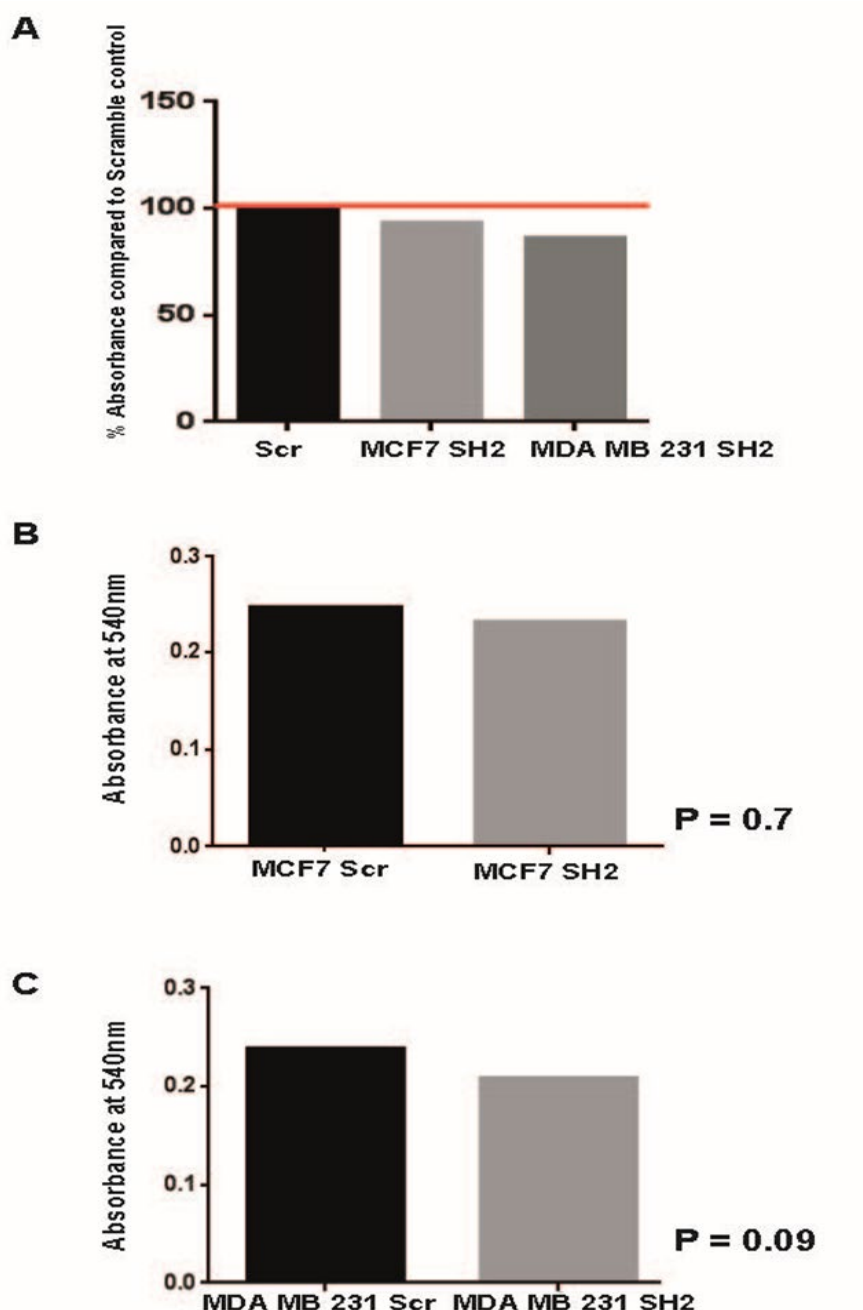 A
% Absorbance compared to Scramble control
150
100
50
0
Scr MCF7 SH2 MDA MB 231 SH2
B
Absorbance at 540nm
0.3
0.2
0.1
0.0
MCF7 Scr MCF7 SH2
P = 0.7
C
Absorbance at 540nm
0.3
0.2
0.1
0.0
MDA MB 231 Scr MDA MB 231 SH2
P = 0.09